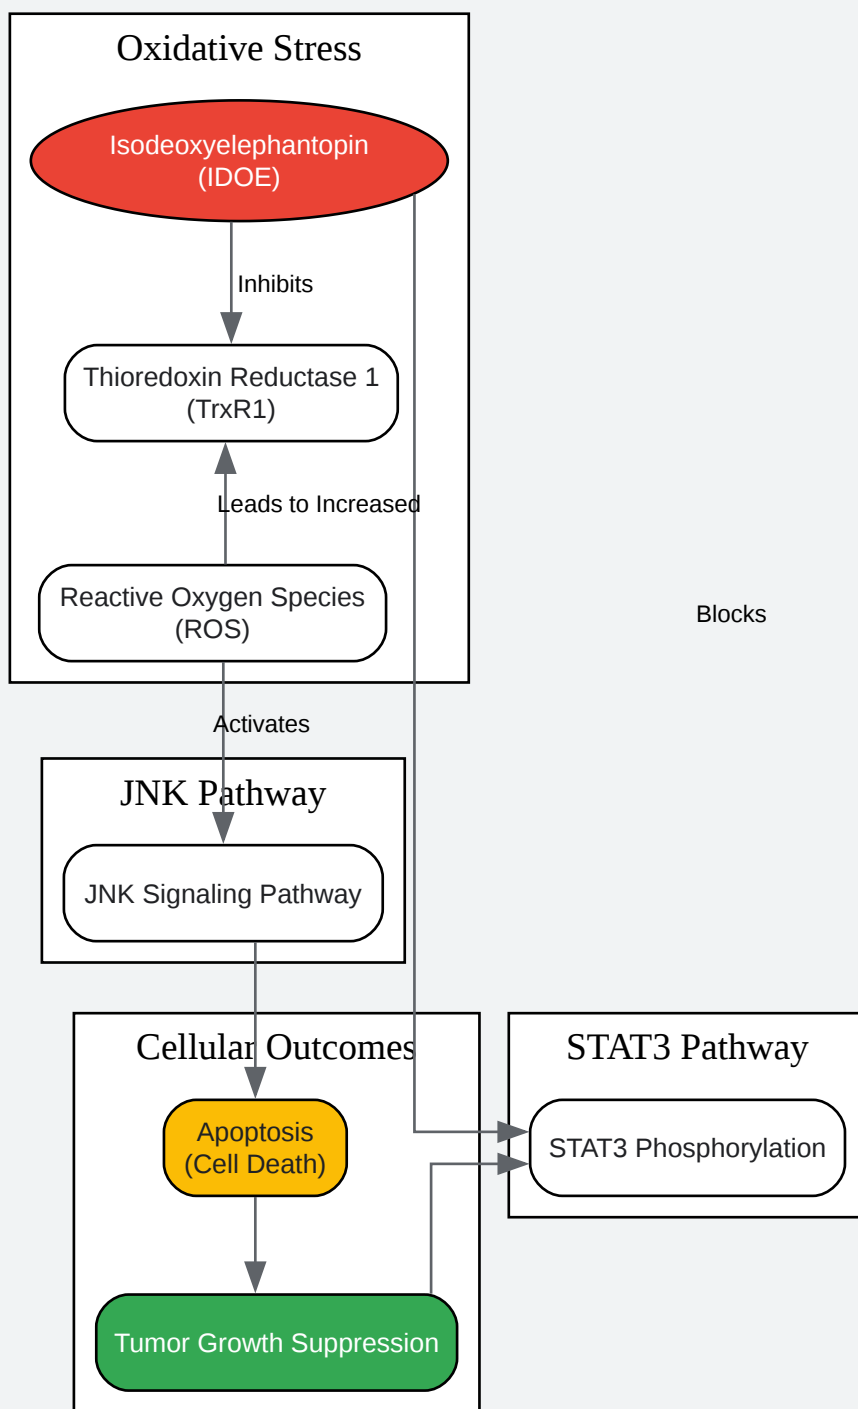 Oxidative Stress
Isodeoxyelephantopin
(IDOE)
Inhibits
Thioredoxin Reductase 1
(TrxR1)
Leads to Increased
Reactive Oxygen Species
(ROS)
Blocks
Activates
JNK Pathway
JNK Signaling Pathway
Cellular Outcomes
STAT3 Pathway
Apoptosis
(Cell Death)
STAT3 Phosphorylation
Tumor Growth Suppression